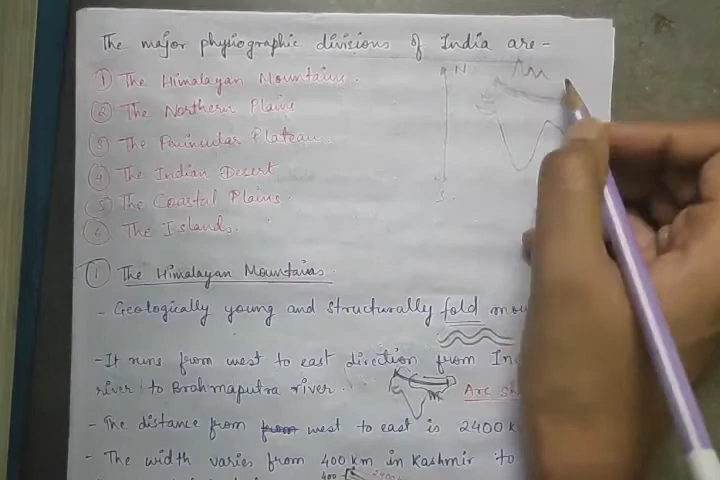 The major physiographic divisions of India are -
① The Himalayan Mountains.
② The Northern Plains
③ The Peninsular Plateau.
④ The Indian Desert
⑤ The Coastal Plains.
⑥ The Islands.
N
S
① The Himalayan Mountains.
- Geologically young and structurally fold
- It runs from west to east direction from
river to Brahmaputra river.
- The distance from west to east is 2400
- The width varies from 400 km in Kashmir to
400